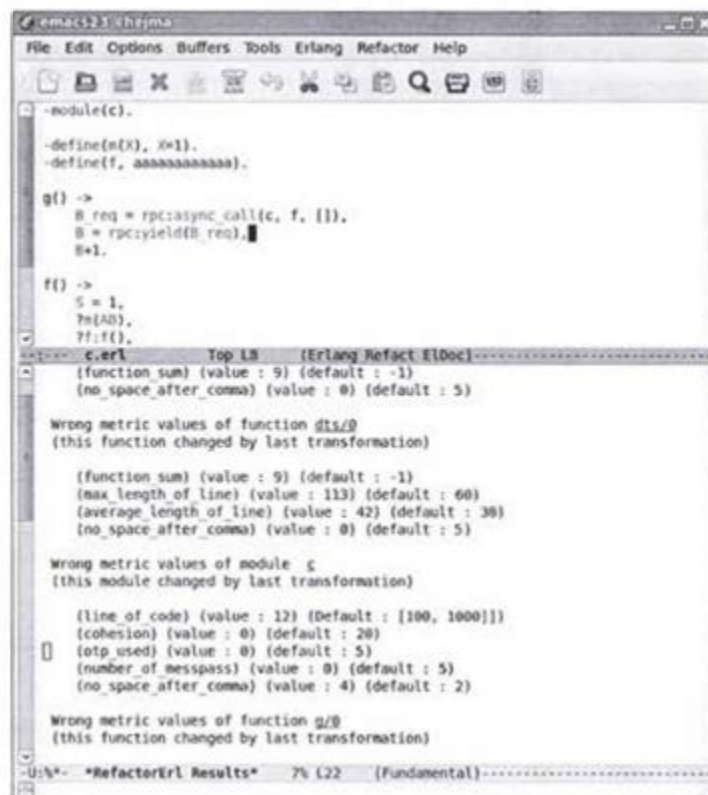 emacs23 chejma
File Edit Options Buffers Tools Erlang Refactor Help
-module(c).
-define(m(X), X=1).
-define(f, aaaaaaaaaaaa).
g() ->
B_req = rpc:async_call(c, f, []),
B = rpc:yield(B_req),
B+1.
f() ->
S = 1,
?m(AB),
?f:f(),
--:--- c.erl Top L8 (Erlang Refact ElDoc)
(function_sum) (value : 9) (default : -1)
(no_space_after_comma) (value : 0) (default : 5)
Wrong metric values of function dts/0
(this function changed by last transformation)
(function_sum) (value : 9) (default : -1)
(max_length_of_line) (value : 113) (default : 60)
(average_length_of_line) (value : 42) (default : 30)
(no_space_after_comma) (value : 0) (default : 5)
Wrong metric values of module c
(this module changed by last transformation)
(line_of_code) (value : 12) (Default : [100, 1000]])
(cohesion) (value : 0) (default : 20)
(otp_used) (value : 0) (default : 5)
(number_of_messpass) (value : 0) (default : 5)
(no_space_after_comma) (value : 4) (default : 2)
Wrong metric values of function g/0
(this function changed by last transformation)
-U:%*- *RefactorErl Results* 7% L22 (Fundamental)